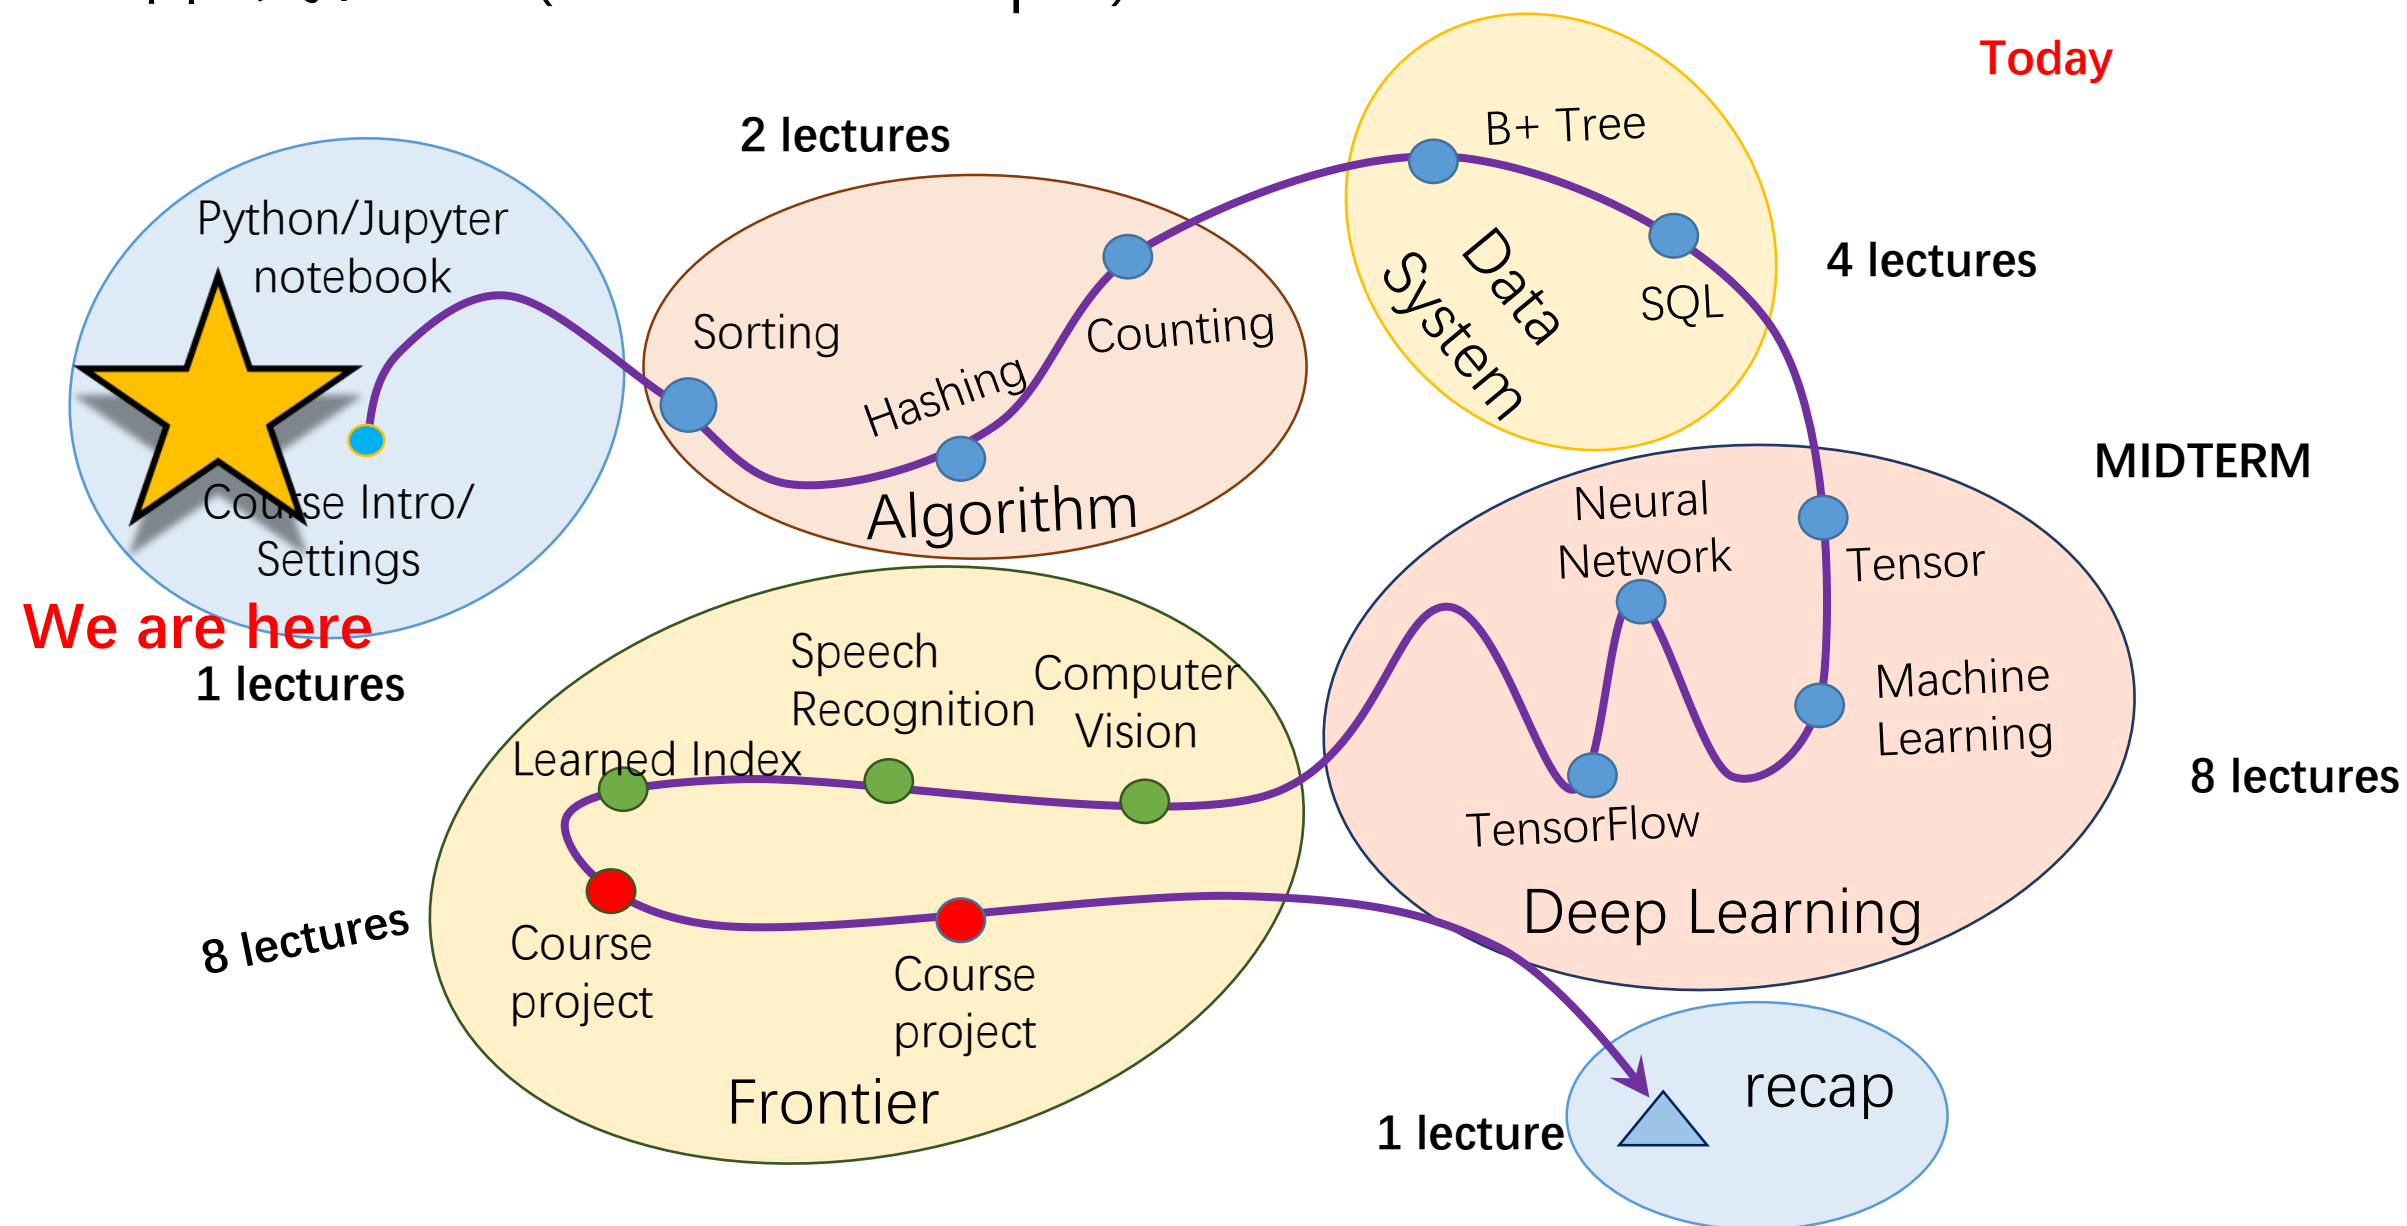 Today
2 lectures
B+ Tree
Python/Jupyter
notebook
Sorting
Hashing
Counting
Data
System
SQL
4 lectures
Algorithm
Course Intro/
Settings
We are here
1 lectures
MIDTERM
Neural
Network
Tensor
Machine
Learning
TensorFlow
Deep Learning
8 lectures
Speech
Recognition
Computer
Vision
Learned Index
Course
project
Course
project
8 lectures
Frontier
1 lecture
recap